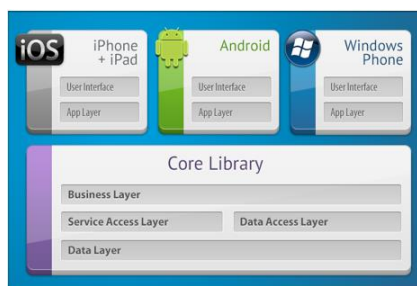 iOS
iPhone
+ iPad
User Interface
App Layer
Android
User Interface
App Layer
Windows
Phone
User Interface
App Layer
Core Library
Business Layer
Service Access Layer
Data Access Layer
Data Layer